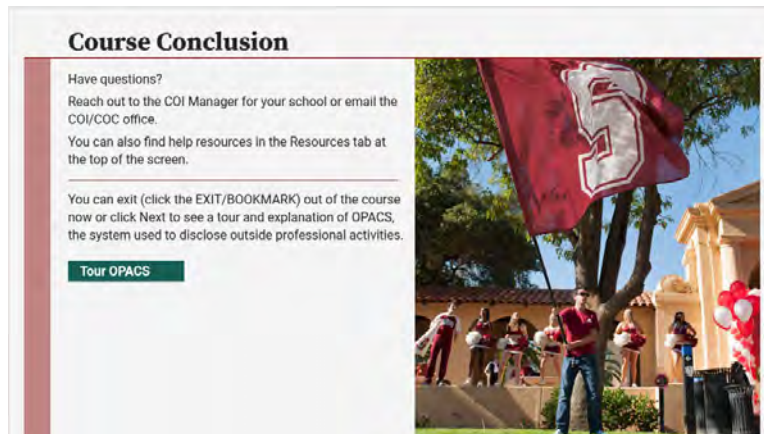 Course Conclusion
Have questions?
Reach out to the COI Manager for your school or email the
COI/COC office.
You can also find help resources in the Resources tab at
the top of the screen.
You can exit (click the EXIT/BOOKMARK) out of the course
now or click Next to see a tour and explanation of OPACS,
the system used to disclose outside professional activities.
Tour OPACS
S